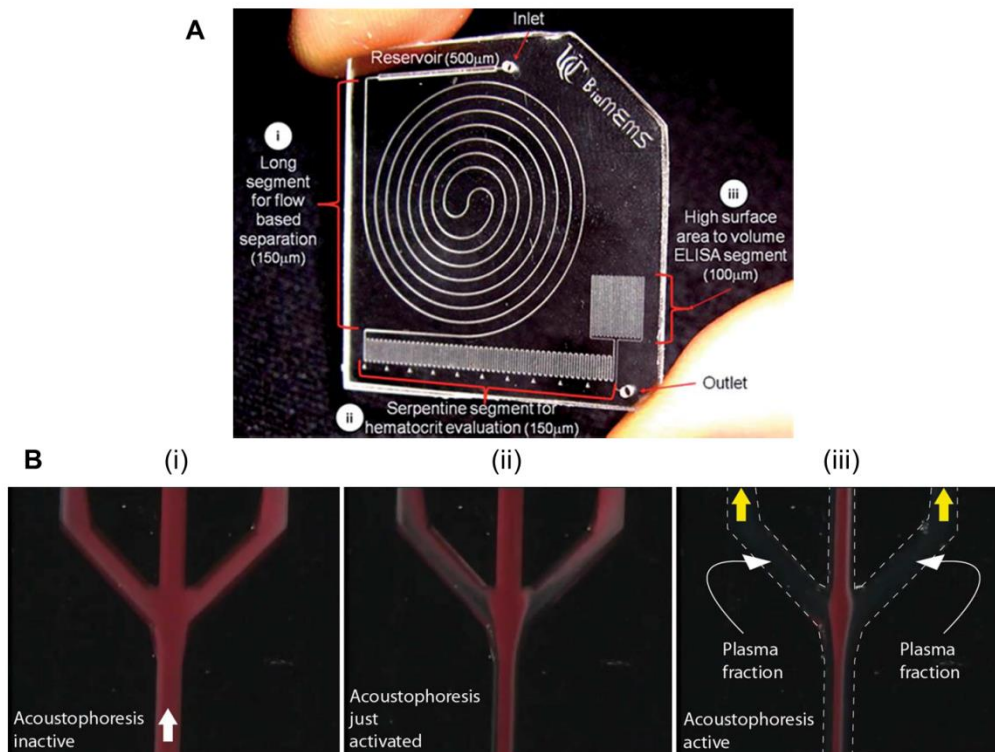 A
Inlet
Reservoir (500µm)
UC BioMEMS
i
Long
segment
for flow
based
separation
(150µm)
iii
High surface
area to volume
ELISA segment
(100µm)
Outlet
ii
Serpentine segment for
hematocrit evaluation (150µm)
B
(i)
(ii)
(iii)
Acoustophoresis
inactive
Acoustophoresis
just
activated
Plasma
fraction
Plasma
fraction
Acoustophoresis
active